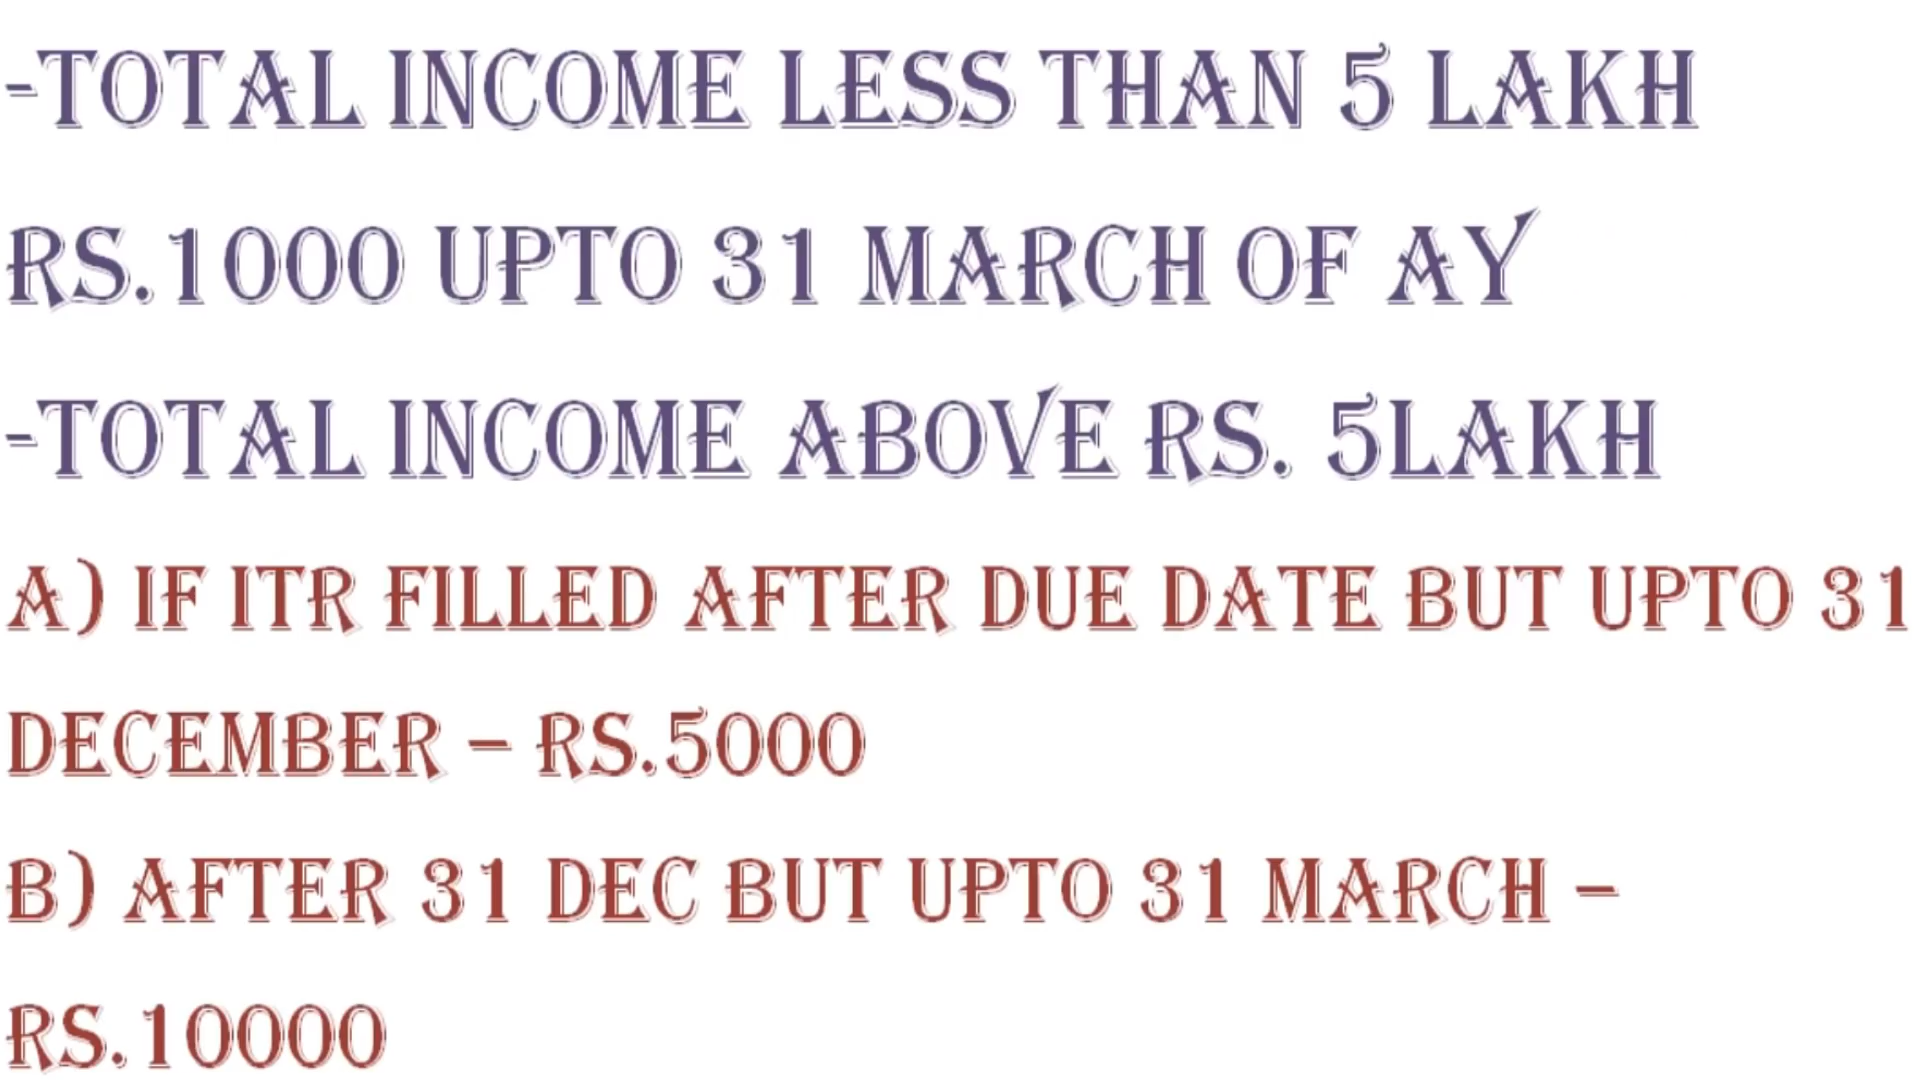 -TOTAL INCOME LESS THAN 5 LAKH
RS.1000 UPTO 31 MARCH OF AY
-TOTAL INCOME ABOVE RS. 5LAKH
A) IF ITR FILLED AFTER DUE DATE BUT UPTO 31
DECEMBER – RS.5000
B) AFTER 31 DEC BUT UPTO 31 MARCH –
RS.10000